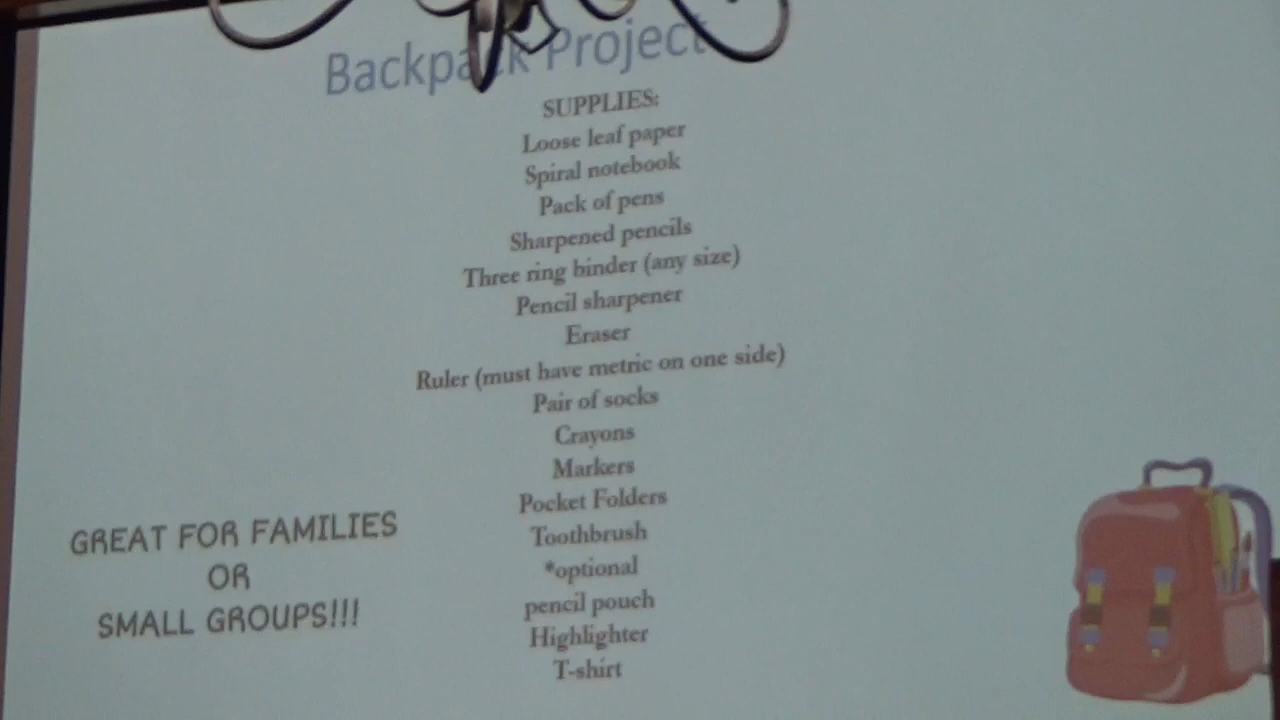 Backpack Project
SUPPLIES:
Loose leaf paper
Spiral notebook
Pack of pens
Sharpened pencils
Three ring binder (any size)
Pencil sharpener
Eraser
Ruler (must have metric on one side)
Pair of socks
Crayons
Markers
Pocket Folders
Toothbrush
*optional
pencil pouch
Highlighter
T-shirt
GREAT FOR FAMILIES
OR
SMALL GROUPS!!!